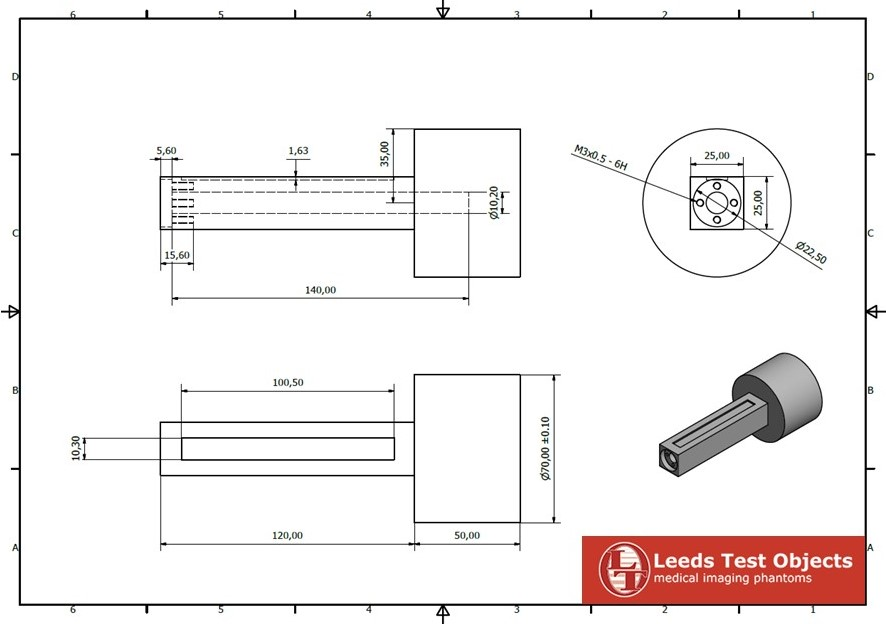 6 5 4 3 2 1
D D
5,60 1,63 35,00 M3x0.5 - 6H 25,00
25,00
Ø10,20
C C
15,60 Ø22,50
140,00
B B
100,50
10,30
Ø70,00 ±0.10
120,00 50,00
A A
LT
Leeds Test Objects
medical imaging phantoms
6 5 4 3 2 1